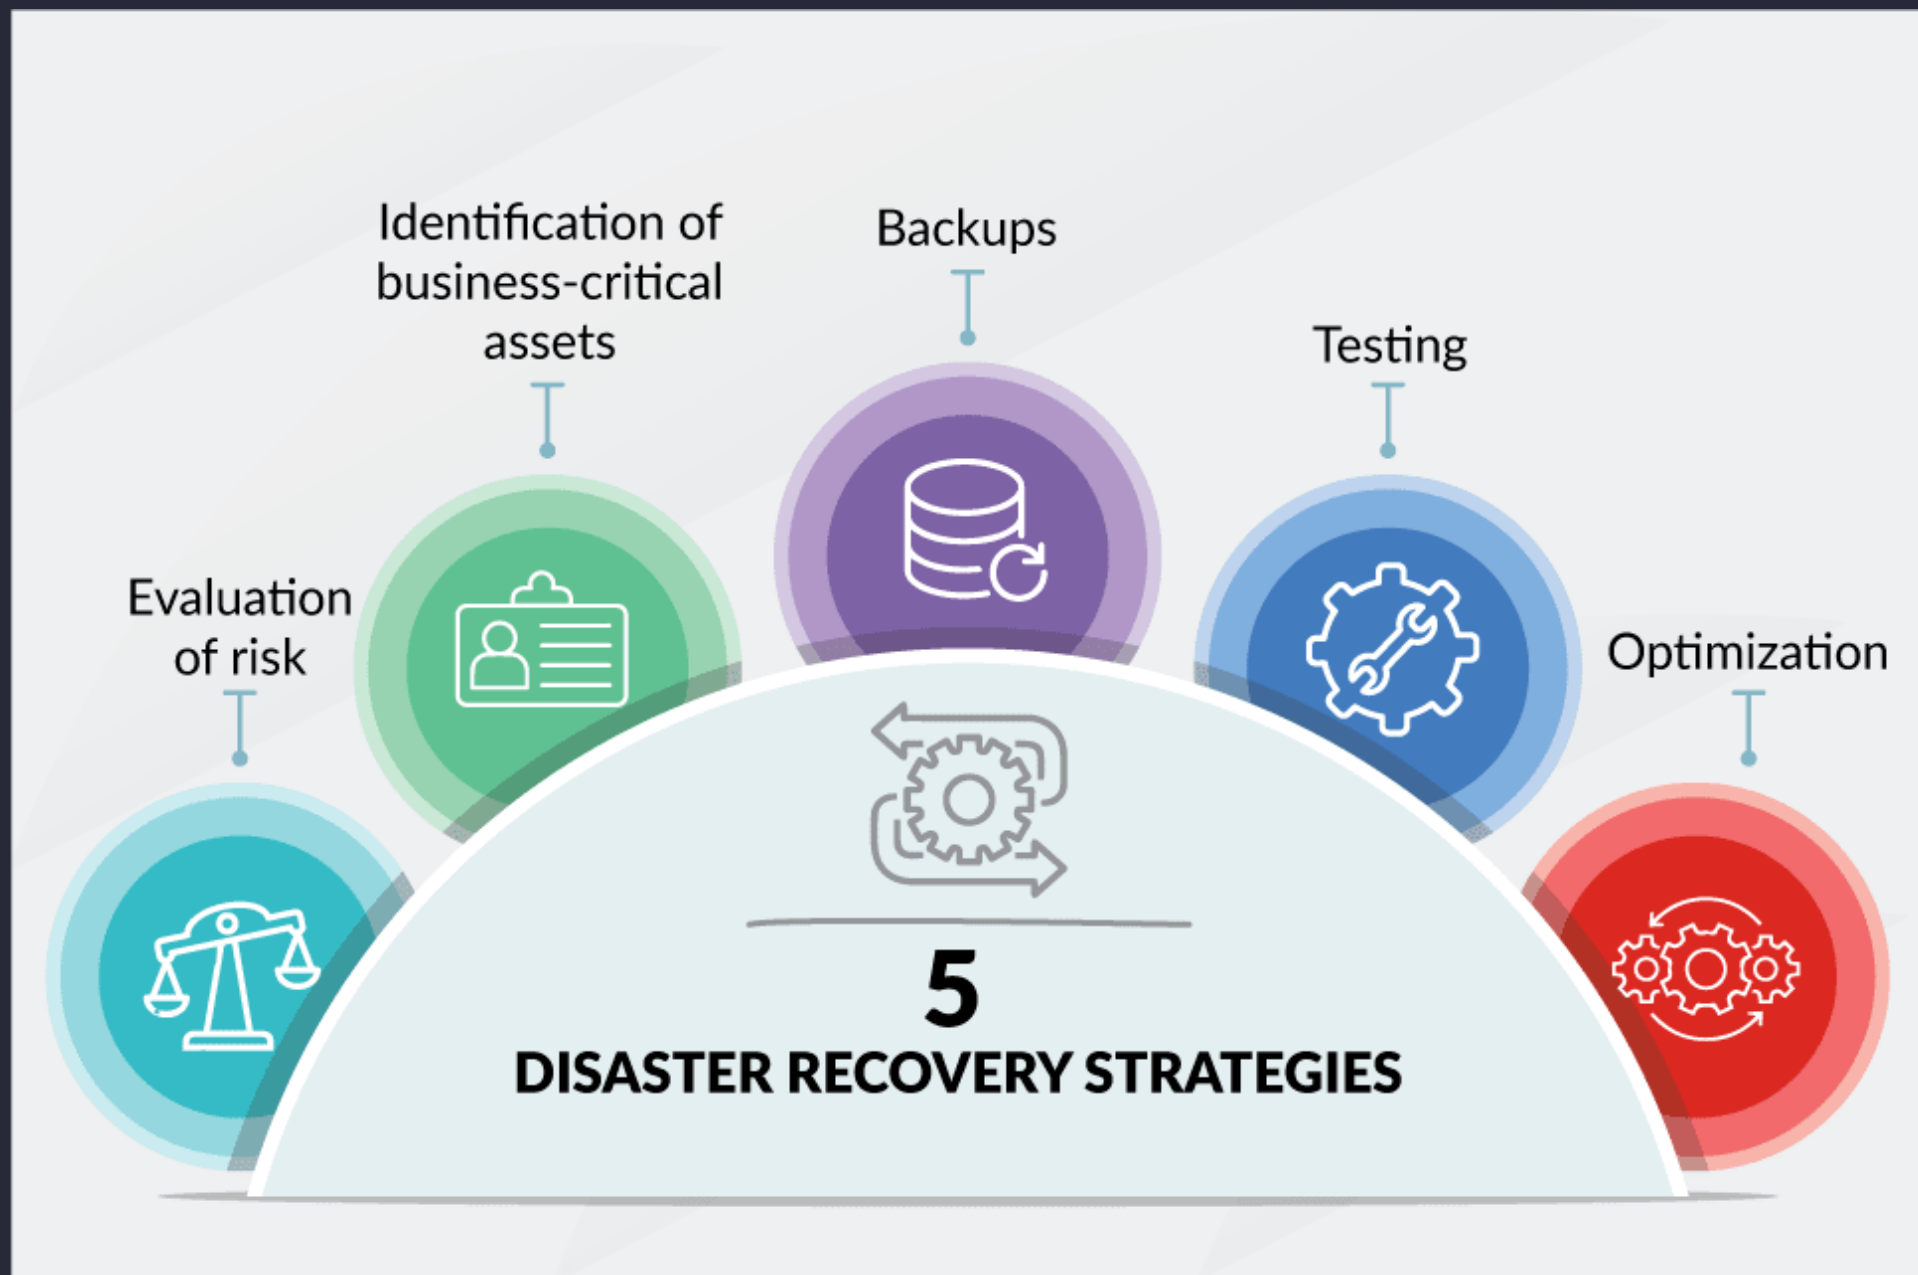 Evaluation
of risk
Identification of
business-critical
assets
Backups
Testing
Optimization
5
DISASTER RECOVERY STRATEGIES